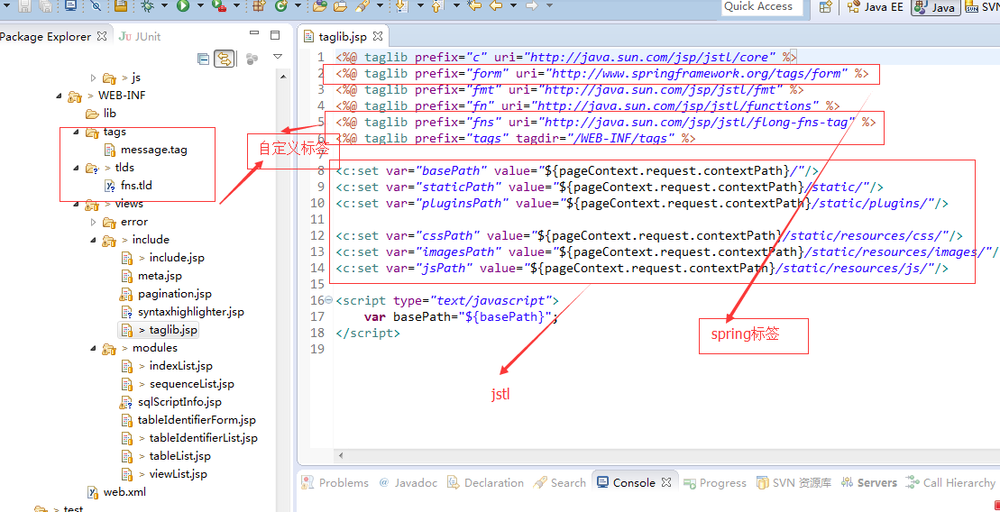 Quick Access
Java EE
Java
SVN
Package Explorer
JUnit
> js
> WEB-INF
lib
tags
message.tag
> tlds
fns.tld
> views
error
> include
> include.jsp
meta.jsp
pagination.jsp
syntaxhighlighter.jsp
> taglib.jsp
> modules
> indexList.jsp
> sequenceList.jsp
sqlScriptInfo.jsp
tableIdentifierForm.jsp
> tableIdentifierList.jsp
> tableList.jsp
> viewList.jsp
web.xml
> test
taglib.jsp
1 <%@ taglib prefix="c" uri="http://java.sun.com/jsp/jstl/core" %>
2 <%@ taglib prefix="form" uri="http://www.springframework.org/tags/form" %>
3 <%@ taglib prefix="fmt" uri="http://java.sun.com/jsp/jstl/fmt" %>
4 <%@ taglib prefix="fn" uri="http://java.sun.com/jsp/jstl/functions" %>
5 <%@ taglib prefix="fns" uri="http://java.sun.com/jsp/jstl/flong-fns-tag" %>
6 <%@ taglib prefix="tags" tagdir="/WEB-INF/tags" %>
7
8 <c:set var="basePath" value="${pageContext.request.contextPath}/"/>
9 <c:set var="staticPath" value="${pageContext.request.contextPath}/static/"/>
10 <c:set var="pluginsPath" value="${pageContext.request.contextPath}/static/plugins/"/>
11
12 <c:set var="cssPath" value="${pageContext.request.contextPath}/static/resources/css/"/>
13 <c:set var="imagesPath" value="${pageContext.request.contextPath}/static/resources/images/"/
14 <c:set var="jsPath" value="${pageContext.request.contextPath}/static/resources/js/"/>
15
16 <script type="text/javascript">
17 var basePath="${basePath}";
18 </script>
19
自定义标签
spring标签
jstl
Problems
@ Javadoc
Declaration
Search
Console
Progress
SVN 资源库
Servers
Call Hierarchy